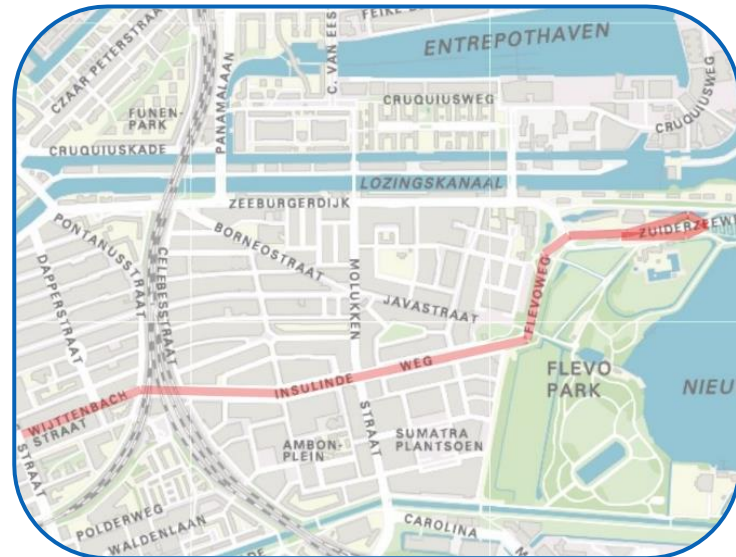 FEIKE
ENTREPOTHAVEN
CZAAR PETERSTRAAT
C. VAN EES
PANAMALAAN
CRUQUIUSWEG
CRUQUIUSWEG
FUNEN-
PARK
CRUQUIUSKADE
LOZINGSKANAAL
ZEEBURGERDIJK
ZUIDERZEEWE
PONTANUSSTRAAT
BORNEOSTRAAT
DAPPERSTRAAT
CELEBESSTRAAT
MOLUKKEN
STRAAT
JAVASTRAAT
FLEVOWEG
FLEVO
PARK
NIEU
INSULINDE
WEG
WIJTTENBACH
STRAAT
STRAAT
AMBON-
PLEIN
SUMATRA
PLANTSOEN
POLDERWEG
WALDENLAAN
CAROLINA